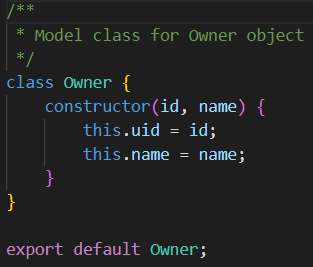 /**
 * Model class for Owner object
 */
class Owner {
    constructor(id, name) {
        this.uid = id;
        this.name = name;
    }
}

export default Owner;